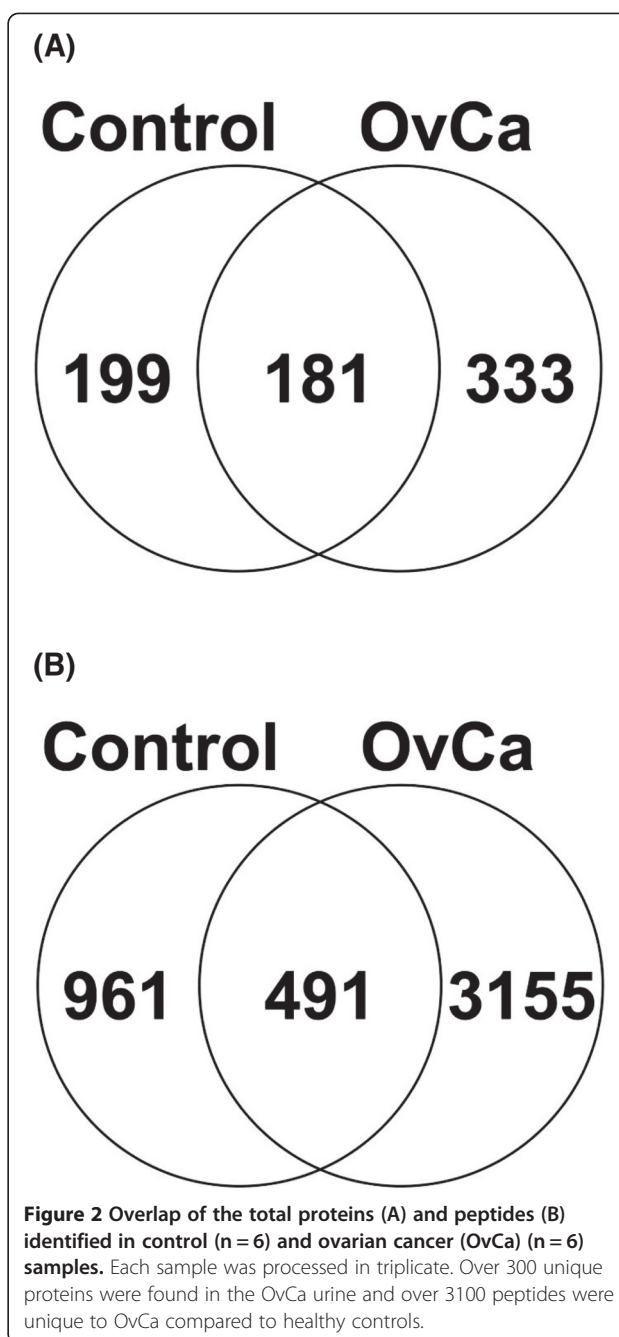 (A)
Control OvCa
199 181 333
(B)
Control OvCa
961 491 3155
Figure 2 Overlap of the total proteins (A) and peptides (B)
identified in control (n = 6) and ovarian cancer (OvCa) (n = 6)
samples. Each sample was processed in triplicate. Over 300 unique
proteins were found in the OvCa urine and over 3100 peptides were
unique to OvCa compared to healthy controls.